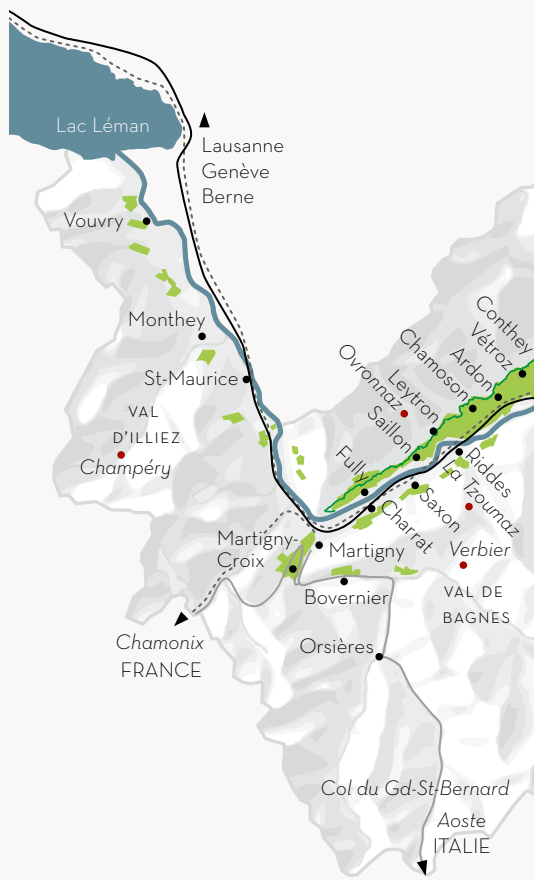 Lac Léman
Lausanne
Genève
Berne
Vouvry
Monthey
St-Maurice
VAL
D'ILLIEZ
Champéry
Conthey
Vétroz
Ardon
Chamoson
Leytron
Ovronnaz
Saillon
Fully
Riddes
La Tzoumaz
Saxon
Charrat
Martigny-
Croix
Martigny
Verbier
Bovernier
VAL DE
BAGNES
Chamonix
FRANCE
Orsières
Col du Gd-St-Bernard
Aoste
ITALIE